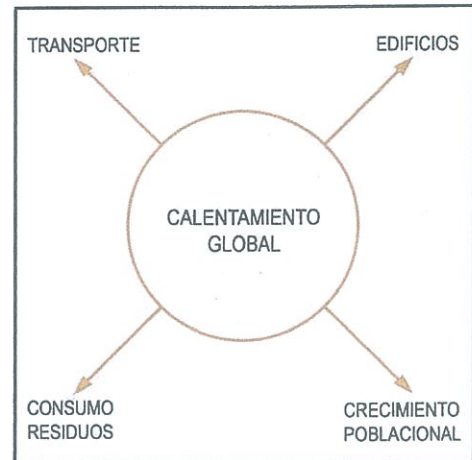 TRANSPORTE
EDIFICIOS
CALENTAMIENTO
GLOBAL
CONSUMO
RESIDUOS
CRECIMIENTO
POBLACIONAL